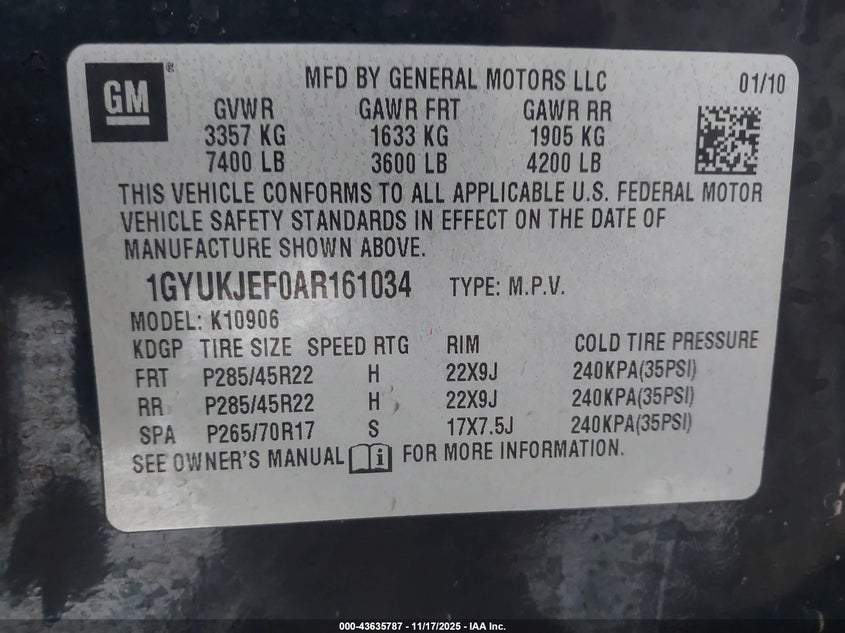 GM
®
MFD BY GENERAL MOTORS LLC
01/10
GVWR GAWR FRT GAWR RR
3357 KG 1633 KG 1905 KG
7400 LB 3600 LB 4200 LB
THIS VEHICLE CONFORMS TO ALL APPLICABLE U.S. FEDERAL MOTOR
VEHICLE SAFETY STANDARDS IN EFFECT ON THE DATE OF
MANUFACTURE SHOWN ABOVE.
1GYUKJEF0AR161034 TYPE: M.P.V.
MODEL: K10906
KDGP TIRE SIZE SPEED RTG RIM COLD TIRE PRESSURE
FRT P285/45R22 H 22X9J 240KPA(35PSI)
RR P285/45R22 H 22X9J 240KPA(35PSI)
SPA P265/70R17 S 17X7.5J 240KPA(35PSI)
SEE OWNER'S MANUAL i FOR MORE INFORMATION.
000-43635787 - 11/17/2025 - IAA Inc.